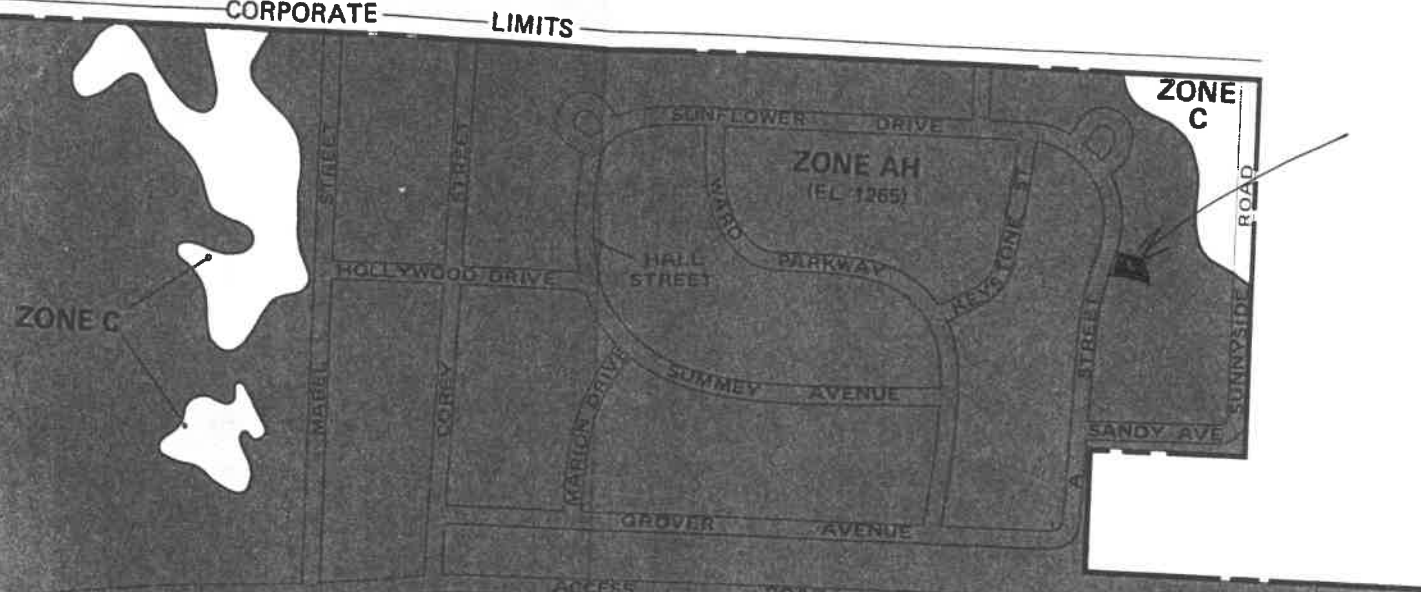 CORPORATE LIMITS
ZONE
C
SUNFLOWER DRIVE
ZONE AH
(EL 1265)
STREET
STREET
WARD
PARKWAY
KEYSTONE ST
ROAD
HALL
STREET
HOLLYWOOD DRIVE
ZONE C
STREET
SUNNYSIDE
MABEL
COREY
MARION DRIVE
SUMMEY AVENUE
SANDY AVE
A
GROVER AVENUE
ACCESS ROAD